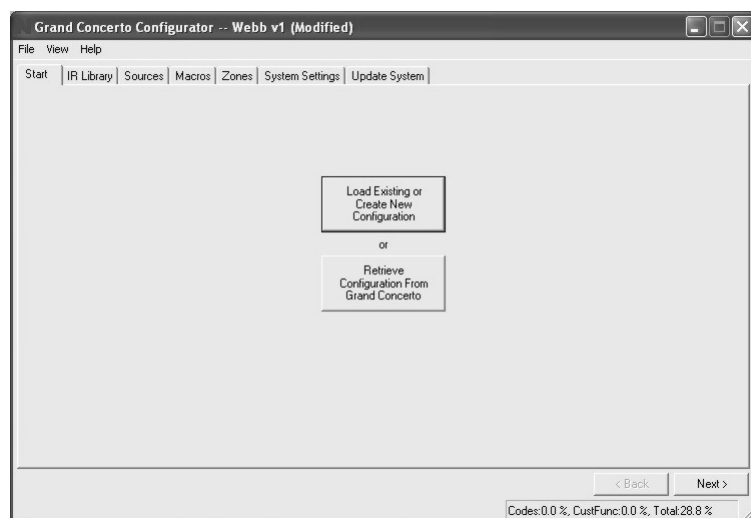 Grand Concerto Configurator -- Webb v1 (Modified)
File View Help
Start IR Library Sources Macros Zones System Settings Update System
Load Existing or
Create New
Configuration
or
Retrieve
Configuration From
Grand Concerto
< Back Next >
Codes:0.0 %, CustFunc:0.0 %, Total:28.8 %